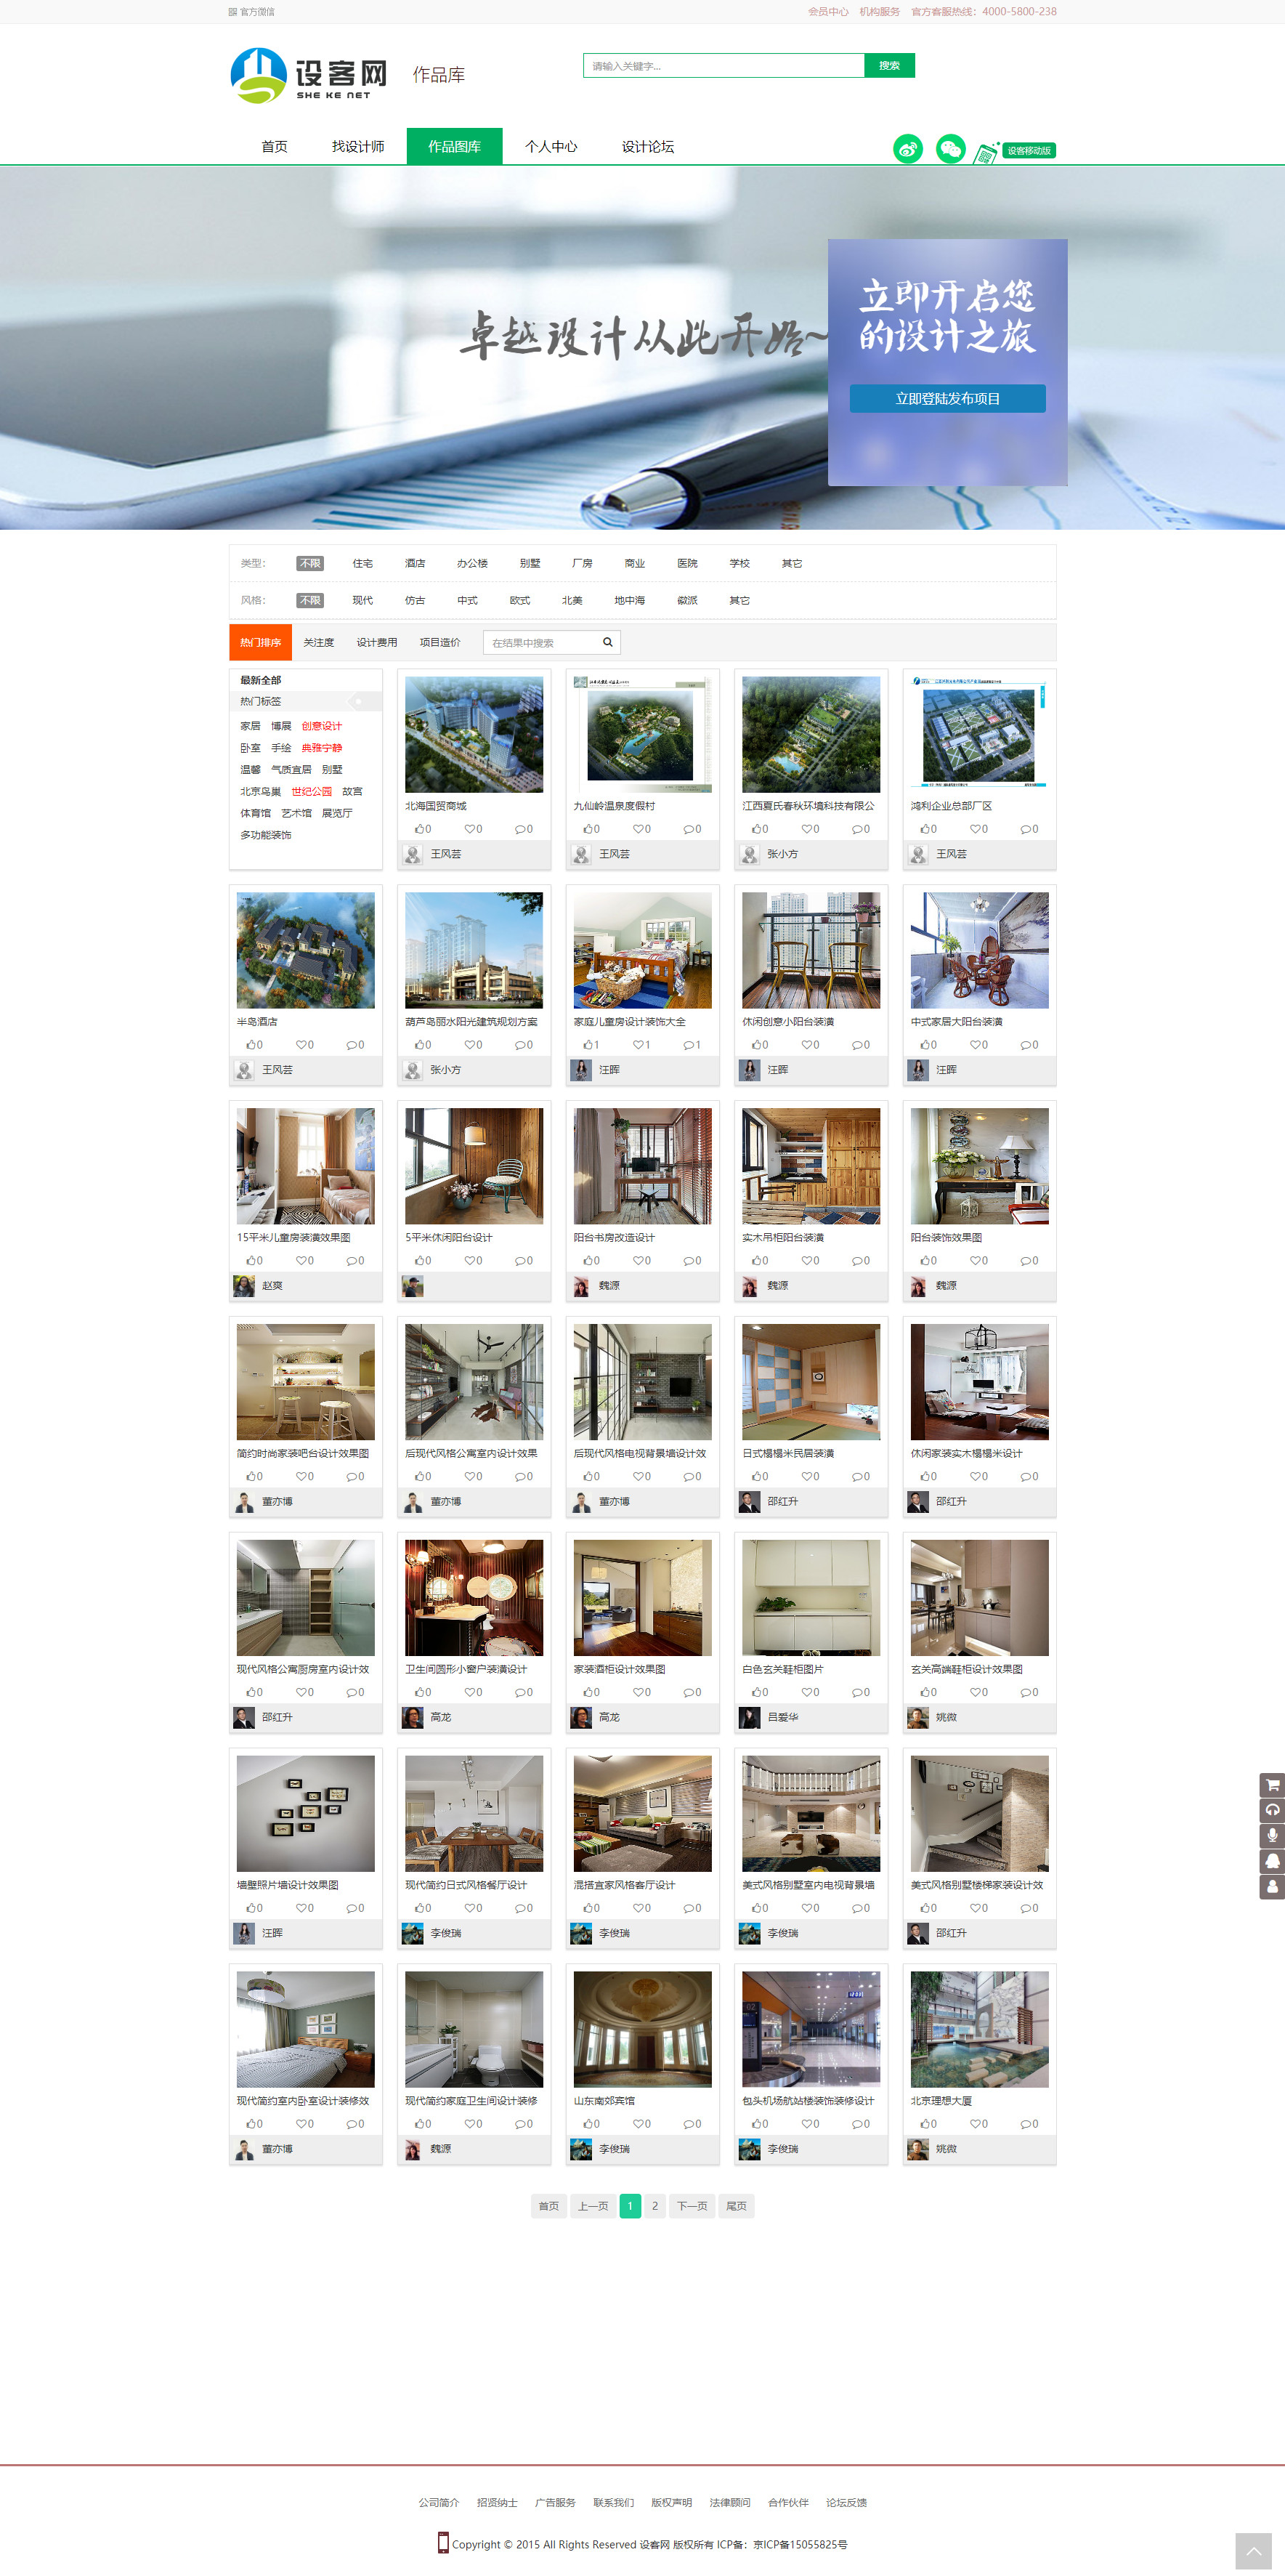 官方微信
会员中心 机构服务 官方客服热线：4000-5800-238
设客网
SHE KE NET
作品库
请输入关键字... 搜索
首页 找设计师 作品图库 个人中心 设计论坛
设客移动版
卓越设计从此开始~
立即开启您
的设计之旅
立即登陆发布项目
类型： 不限 住宅 酒店 办公楼 别墅 厂房 商业 医院 学校 其它
风格： 不限 现代 仿古 中式 欧式 北美 地中海 徽派 其它
热门排序 关注度 设计费用 项目造价 在结果中搜索
最新全部
热门标签
家居 博展 创意设计
卧室 手绘 典雅宁静
温馨 气质宜居 别墅
北京鸟巢 世纪公园 故宫
体育馆 艺术馆 展览厅
多功能装饰
北海国贸商城 九仙岭温泉度假村 江西夏氏春秋环境科技有限公 鸿利企业总部厂区
0 0 0 0 0 0 0 0 0 0 0 0
王风芸 王风芸 张小方 王风芸
半岛酒店 葫芦岛丽水阳光建筑规划方案 家庭儿童房设计装饰大全 休闲创意小阳台装潢 中式家居大阳台装潢
0 0 0 0 0 0 1 1 1 0 0 0 0 0 0
王风芸 张小方 汪晖 汪晖 汪晖
15平米儿童房装潢效果图 5平米休闲阳台设计 阳台书房改造设计 实木吊柜阳台装潢 阳台装饰效果图
0 0 0 0 0 0 0 0 0 0 0 0 0 0 0
赵爽 魏源 魏源 魏源
简约时尚家装吧台设计效果图 后现代风格公寓室内设计效果 后现代风格电视背景墙设计效 日式榻榻米民居装潢 休闲家装实木榻榻米设计
0 0 0 0 0 0 0 0 0 0 0 0 0 0 0
董亦博 董亦博 董亦博 邵红升 邵红升
现代风格公寓厨房室内设计效 卫生间圆形小窗户装潢设计 家装酒柜设计效果图 白色玄关鞋柜图片 玄关高端鞋柜设计效果图
0 0 0 0 0 0 0 0 0 0 0 0 0 0 0
邵红升 高龙 高龙 吕爱华 姚微
墙壁照片墙设计效果图 现代简约日式风格餐厅设计 混搭宜家风格客厅设计 美式风格别墅室内电视背景墙 美式风格别墅楼梯家装设计效
0 0 0 0 0 0 0 0 0 0 0 0 0 0 0
汪晖 李俊瑞 李俊瑞 李俊瑞 邵红升
现代简约室内卧室设计装修效 现代简约家庭卫生间设计装修 山东南郊宾馆 包头机场航站楼装饰装修设计 北京理想大厦
0 0 0 0 0 0 0 0 0 0 0 0 0 0 0
董亦博 魏源 李俊瑞 李俊瑞 姚微
首页 上一页 1 2 下一页 尾页
公司简介 招贤纳士 广告服务 联系我们 版权声明 法律顾问 合作伙伴 论坛反馈
Copyright © 2015 All Rights Reserved 设客网 版权所有 ICP备：京ICP备15055825号